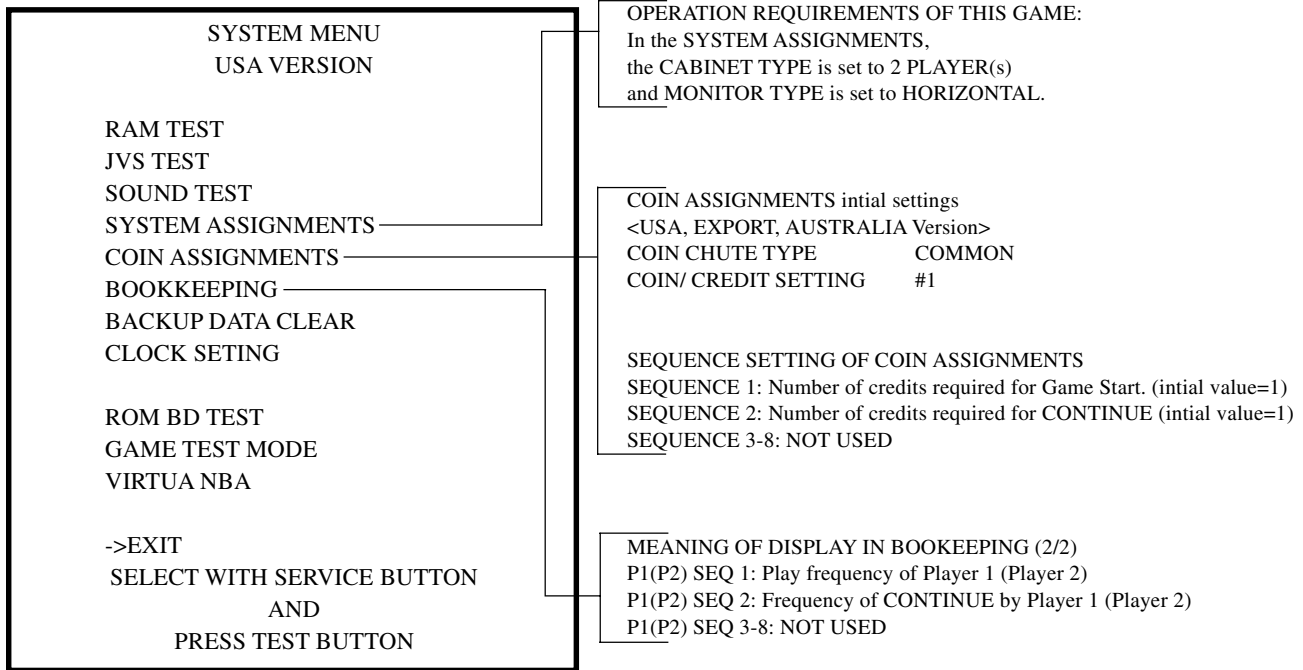 SYSTEM MENU
USA VERSION
RAM TEST
JVS TEST
SOUND TEST
SYSTEM ASSIGNMENTS
COIN ASSIGNMENTS
BOOKKEEPING
BACKUP DATA CLEAR
CLOCK SETING
ROM BD TEST
GAME TEST MODE
VIRTUA NBA
->EXIT
SELECT WITH SERVICE BUTTON
AND
PRESS TEST BUTTON
OPERATION REQUIREMENTS OF THIS GAME:
In the SYSTEM ASSIGNMENTS,
the CABINET TYPE is set to 2 PLAYER(s)
and MONITOR TYPE is set to HORIZONTAL.
COIN ASSIGNMENTS intial settings
<USA, EXPORT, AUSTRALIA Version>
COIN CHUTE TYPE COMMON
COIN/ CREDIT SETTING #1
SEQUENCE SETTING OF COIN ASSIGNMENTS
SEQUENCE 1: Number of credits required for Game Start. (intial value=1)
SEQUENCE 2: Number of credits required for CONTINUE (intial value=1)
SEQUENCE 3-8: NOT USED
MEANING OF DISPLAY IN BOOKEEPING (2/2)
P1(P2) SEQ 1: Play frequency of Player 1 (Player 2)
P1(P2) SEQ 2: Frequency of CONTINUE by Player 1 (Player 2)
P1(P2) SEQ 3-8: NOT USED